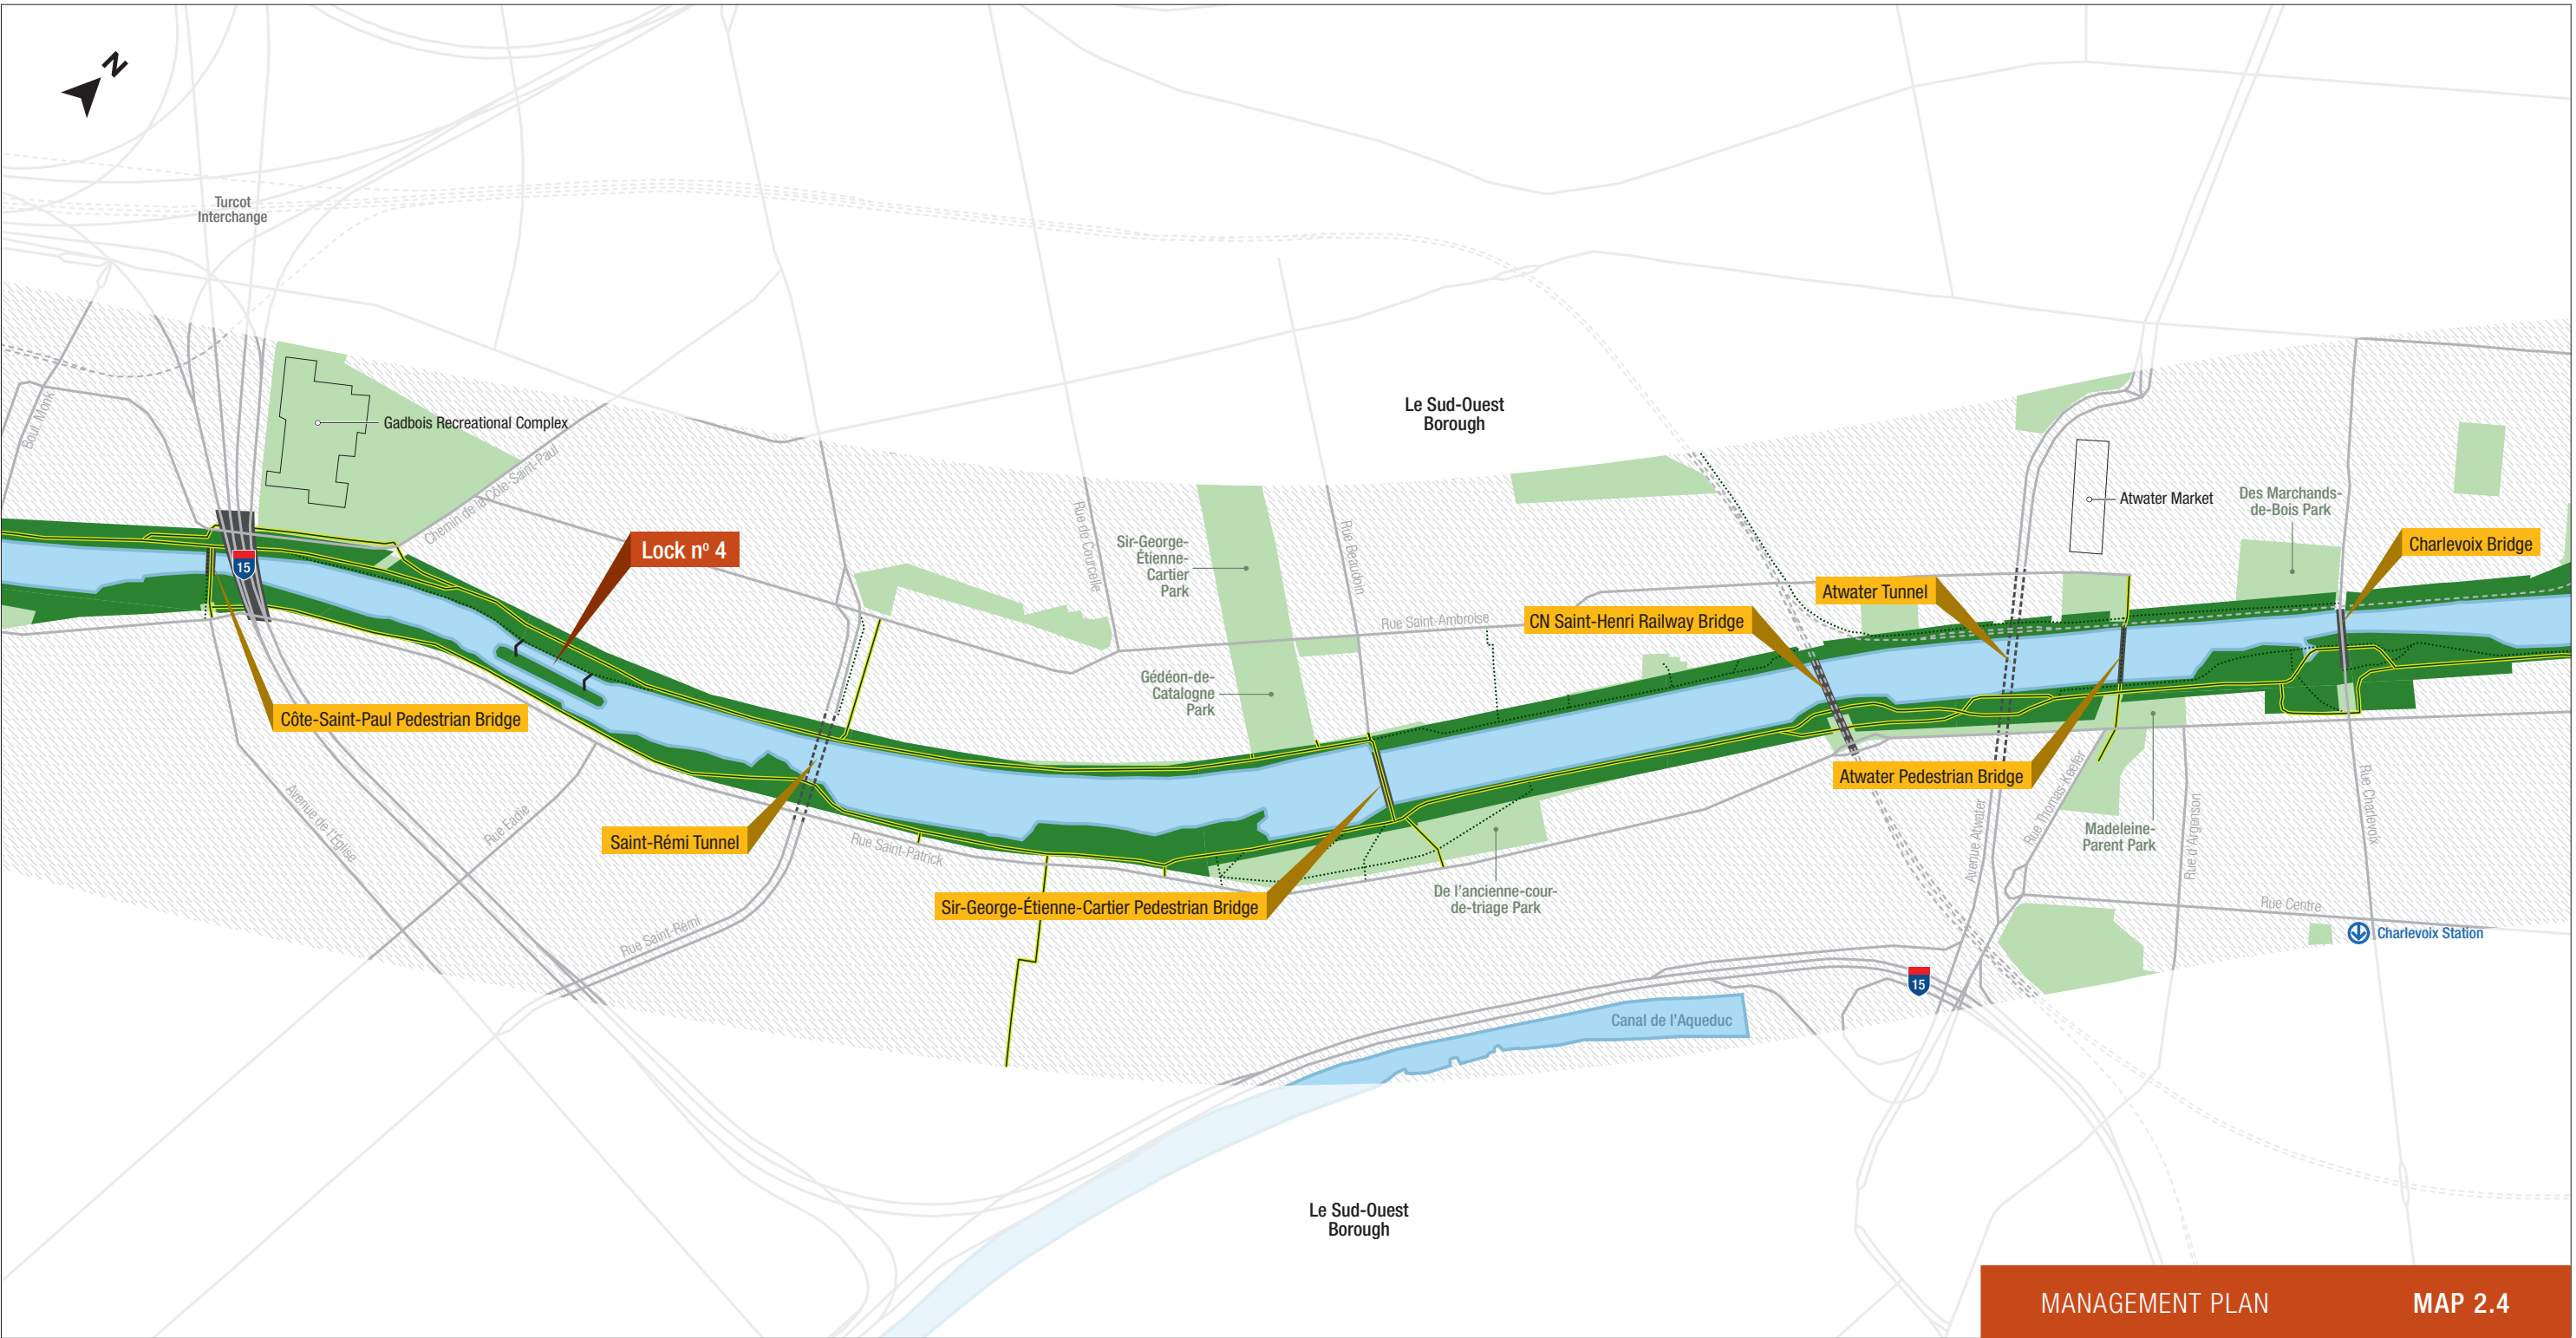 N
Turcot
Interchange
Boul. Monk
Gadbois Recreational Complex
Chemin de la Côte-Saint-Paul
15
Lock nº 4
Côte-Saint-Paul Pedestrian Bridge
Avenue de l'Église
Rue Eadie
Saint-Rémi Tunnel
Rue Saint-Rémi
Rue Saint-Patrick
Rue de Courcelle
Sir-George-
Étienne-
Cartier
Park
Gédéon-de-
Catalogne
Park
Rue Beaudoin
Le Sud-Ouest
Borough
Rue Saint-Ambroise
CN Saint-Henri Railway Bridge
Sir-George-Étienne-Cartier Pedestrian Bridge
De l'ancienne-cour-
de-triage Park
Atwater Tunnel
Atwater Market
Des Marchands-
de-Bois Park
Charlevoix Bridge
Atwater Pedestrian Bridge
Avenue Atwater
Rue Thomas-Keefer
Madeleine-
Parent Park
Rue d'Argenson
Rue Charlevoix
Rue Centre
Charlevoix Station
15
Canal de l'Aqueduc
Le Sud-Ouest
Borough
MANAGEMENT PLAN
MAP 2.4